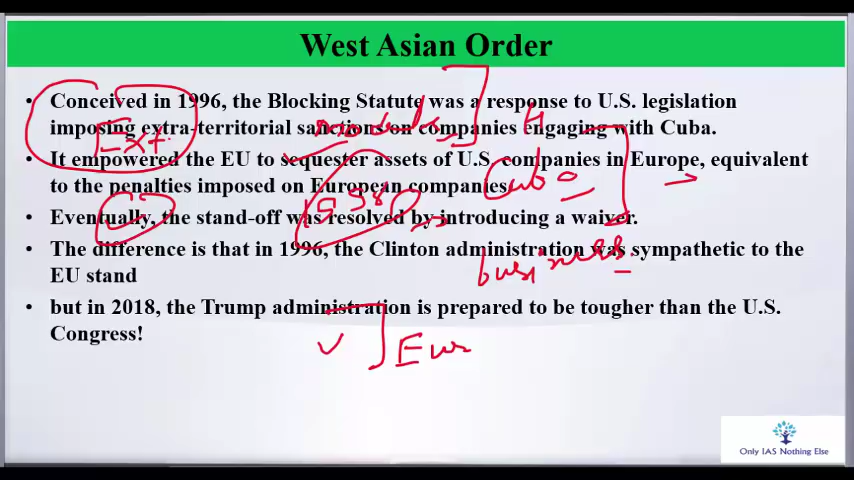 West Asian Order
• Conceived in 1996, the Blocking Statute was a response to U.S. legislation
imposing extra-territorial sanctions on companies engaging with Cuba.
Ext
• It empowered the EU to sequester assets of U.S. companies in Europe, equivalent
to the penalties imposed on European companies.
Cuba
• Eventually, the stand-off was resolved by introducing a waiver.
• The difference is that in 1996, the Clinton administration was sympathetic to the
EU stand
business
• but in 2018, the Trump administration is prepared to be tougher than the U.S.
Congress!
Only IAS Nothing Else